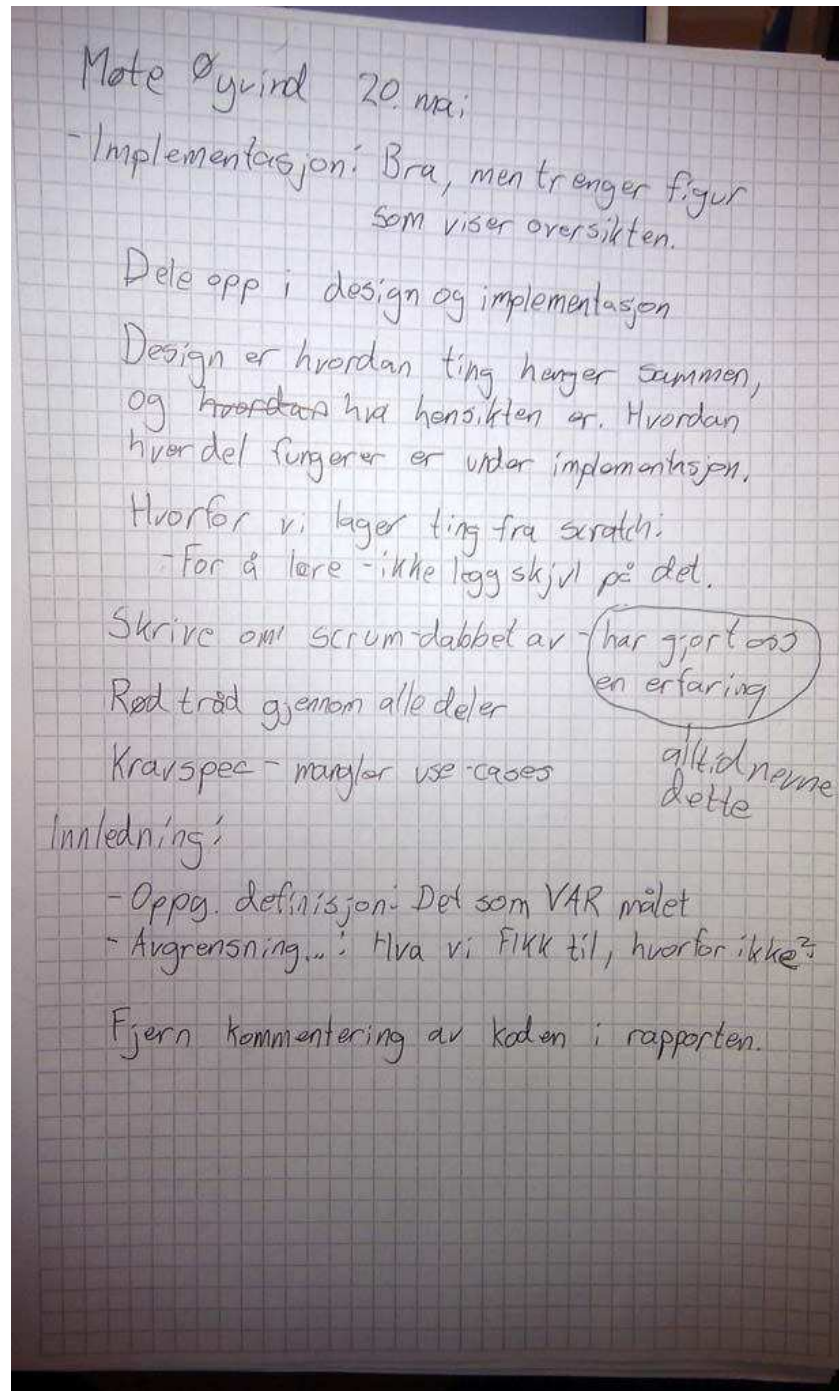 Møte Øyvind 20. mai
- Implementasjon: Bra, men trenger figur
som viser oversikten.
Dele opp i design og implementasjon
Design er hvordan ting henger sammen,
og hvordan hva hensikten er. Hvordan
hver del fungerer er under implementasjon.
Hvorfor vi lager ting fra scratch:
- For å lære - ikke legg skjul på det.
Skrive om scrum - dabbet av - har gjort oss
en erfaring
Rød tråd gjennom alle deler
Kravspec - mangler use-cases
alltid nevne
dette
Innledning:
- Oppg. definisjon: Det som VAR målet
- Avgrensning...: Hva vi FIKK til, hvorfor ikke?
Fjern kommentering av koden i rapporten.